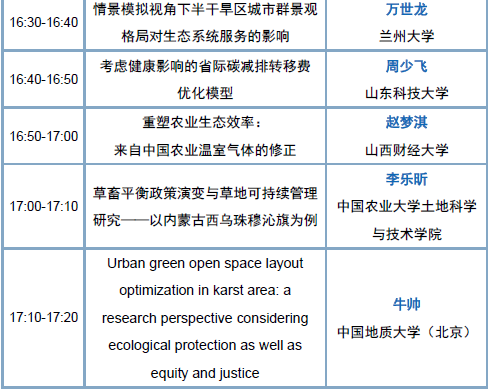 16:30-16:40
情景模拟视角下半干旱区城市群景观
格局对生态系统服务的影响
万世龙
兰州大学
16:40-16:50
考虑健康影响的省际碳减排转移费
优化模型
周少飞
山东科技大学
16:50-17:00
重塑农业生态效率：
来自中国农业温室气体的修正
赵梦淇
山西财经大学
17:00-17:10
草畜平衡政策演变与草地可持续管理
研究——以内蒙古西乌珠穆沁旗为例
李乐昕
中国农业大学土地科学
与技术学院
17:10-17:20
Urban green open space layout
optimization in karst area: a
research perspective considering
ecological protection as well as
equity and justice
牛帅
中国地质大学（北京）